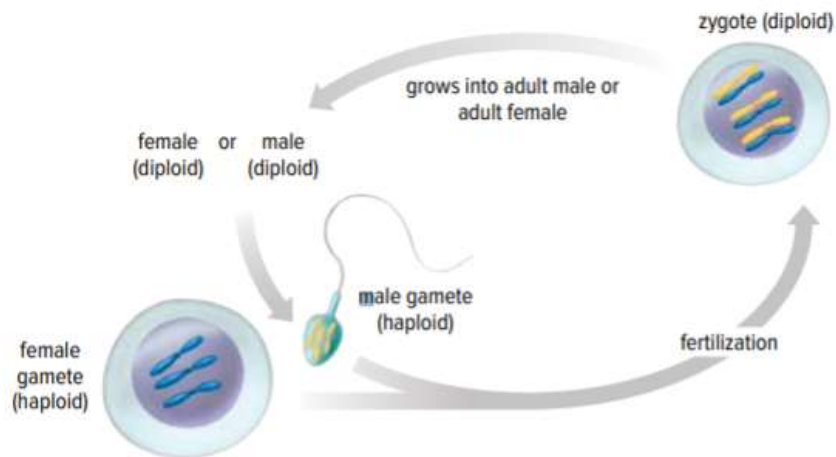 zygote (diploid)
grows into adult male or
adult female
female or male
(diploid) (diploid)
male gamete
(haploid)
female
gamete
(haploid)
fertilization